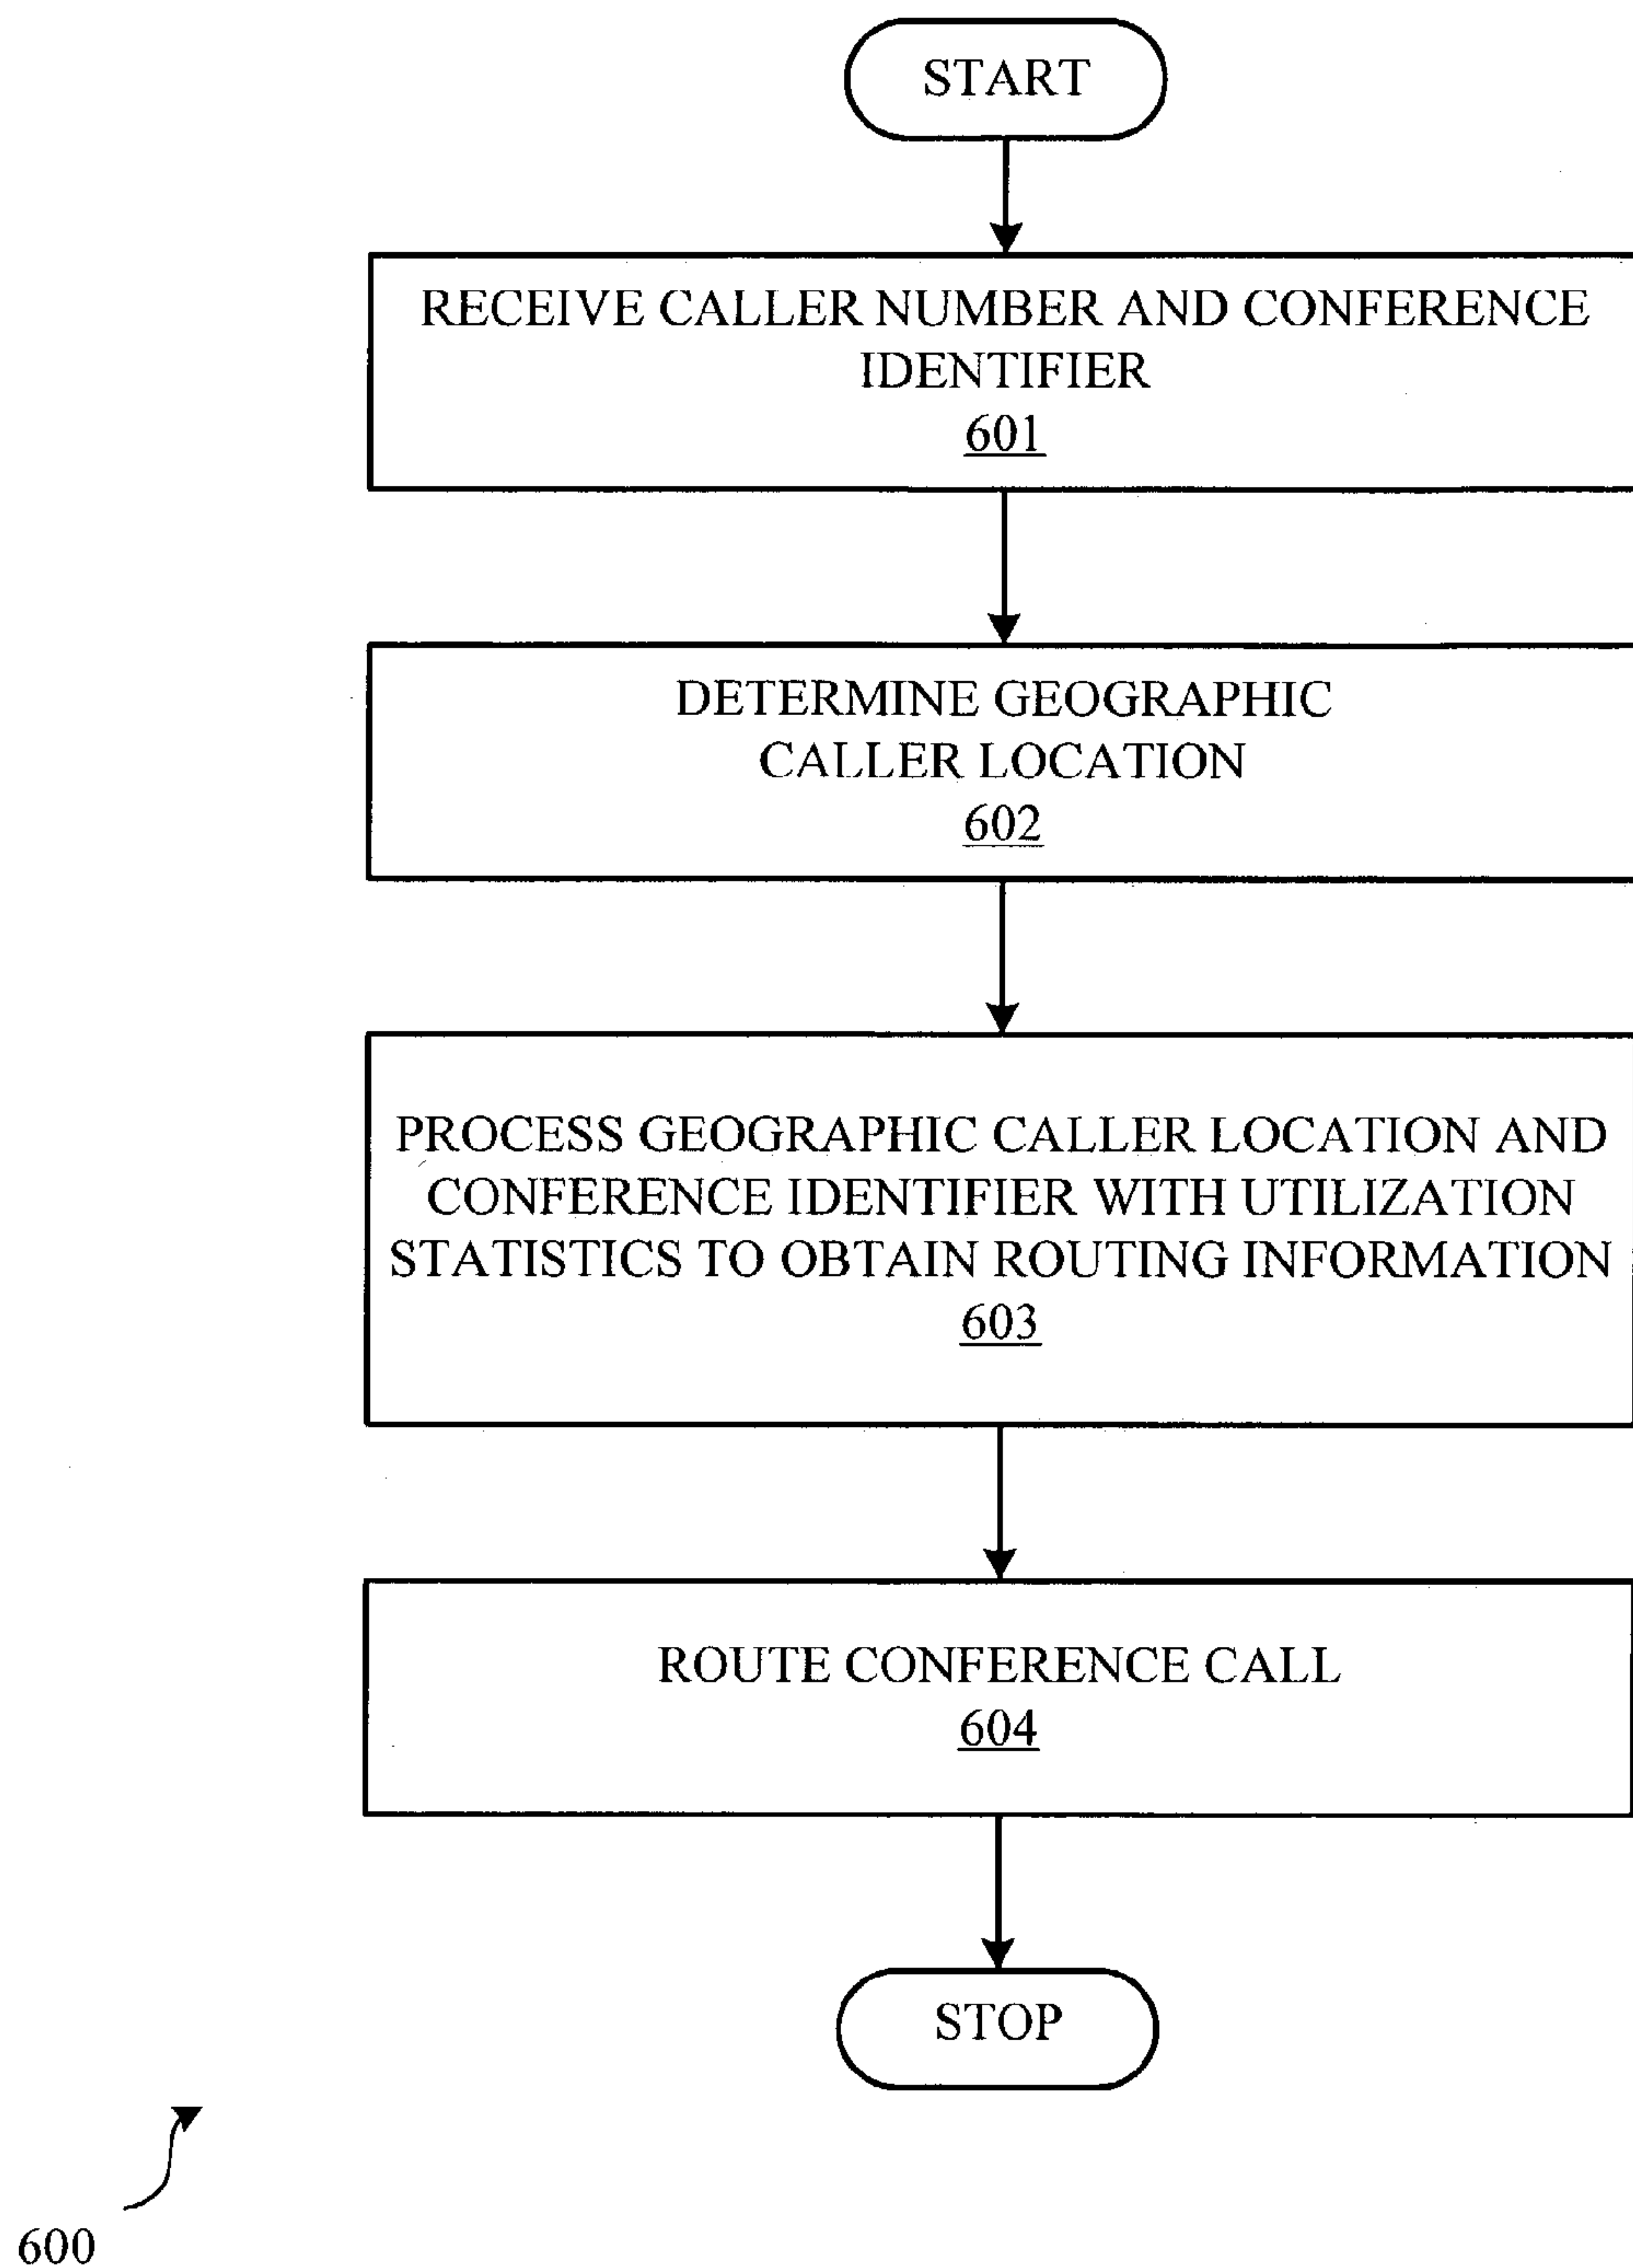 START
RECEIVE CALLER NUMBER AND CONFERENCE
IDENTIFIER
601
DETERMINE GEOGRAPHIC
CALLER LOCATION
602
PROCESS GEOGRAPHIC CALLER LOCATION AND
CONFERENCE IDENTIFIER WITH UTILIZATION
STATISTICS TO OBTAIN ROUTING INFORMATION
603
ROUTE CONFERENCE CALL
604
STOP
600